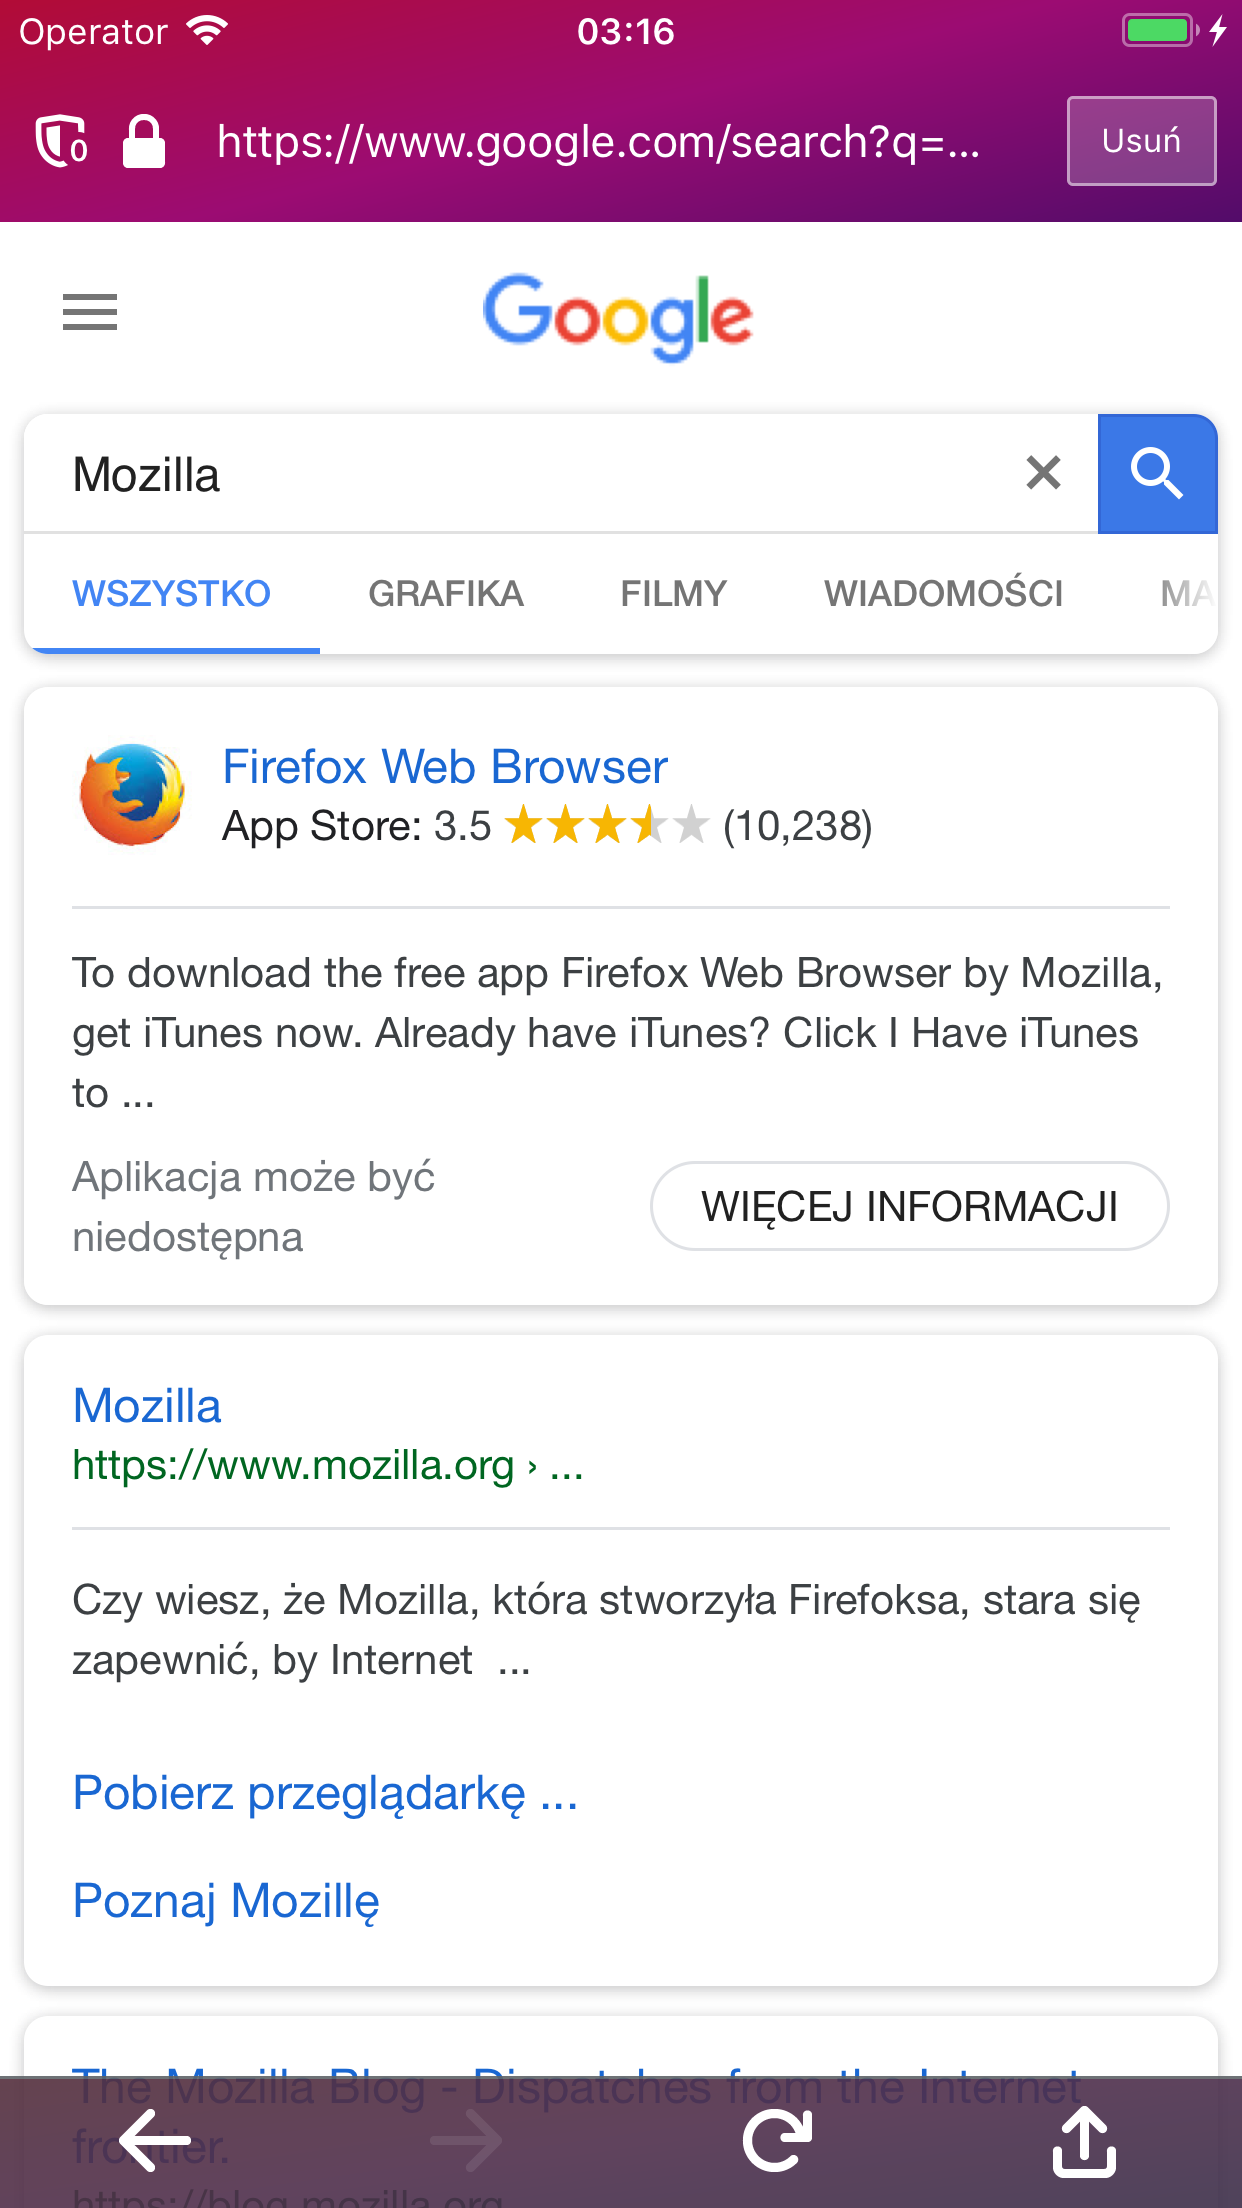 Operator
03:16
0
https://www.google.com/search?q=...
Usuń
Google
Mozilla
WSZYSTKO
GRAFIKA
FILMY
WIADOMOŚCI
MA
Firefox Web Browser
App Store: 3.5 (10,238)
To download the free app Firefox Web Browser by Mozilla,
get iTunes now. Already have iTunes? Click I Have iTunes
to ...
Aplikacja może być
niedostępna
WIĘCEJ INFORMACJI
Mozilla
https://www.mozilla.org › ...
Czy wiesz, że Mozilla, która stworzyła Firefoksa, stara się
zapewnić, by Internet ...
Pobierz przeglądarkę ...
Poznaj Mozillę
The Mozilla Blog - Dispatches from the Internet
frontier.
https://blog.mozilla.org